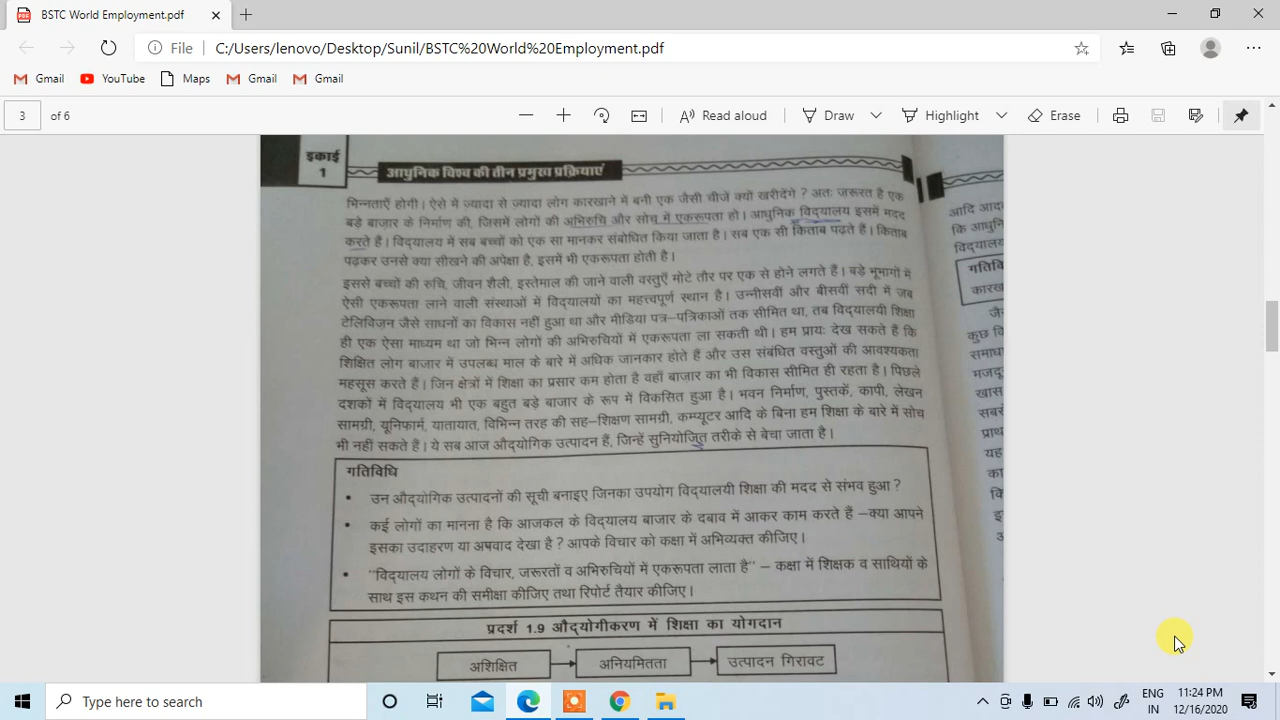 BSTC World Employment.pdf
File
C:/Users/lenovo/Desktop/Sunil/BSTC%20World%20Employment.pdf
Gmail
YouTube
Maps
Gmail
Gmail
3 of 6
Read aloud
Draw
Highlight
Erase
इकाई
1
आधुनिक विश्व की तीन प्रमुख प्रक्रियाएं
भिन्नताएँ होगी। ऐसे में ज्यादा से ज्यादा लोग कारखाने में बनी एक जैसी चीजें क्यों खरीदेंगे ? अतः जरूरत है एक
बड़े बाजार के निर्माण की, जिसमें लोगों की अभिरुचि और सोच में एकरूपता हो। आधुनिक विद्यालय इसमें मदद
करते हैं। विद्यालय में सब बच्चों को एक सा मानकर संबोधित किया जाता है। सब एक सी किताब पढ़ते हैं। किताब
पढ़कर उनसे क्या सीखने की अपेक्षा है, इसमें भी एकरूपता होती है।
इससे बच्चों की रुचि, जीवन शैली, इस्तेमाल की जाने वाली वस्तुएँ मोटे तौर पर एक से होने लगते हैं। बड़े भूभागों में
ऐसी एकरूपता लाने वाली संस्थाओं में विद्यालयों का महत्त्वपूर्ण स्थान है। उन्नीसवीं और बीसवीं सदी में जब
टेलिविज़न जैसे साधनों का विकास नहीं हुआ था और मीडिया पत्र-पत्रिकाओं तक सीमित था, तब विद्यालयी शिक्षा
ही एक ऐसा माध्यम था जो भिन्न लोगों की अभिरुचियों में एकरूपता ला सकती थी। हम प्रायः देख सकते हैं कि
शिक्षित लोग बाजार में उपलब्ध माल के बारे में अधिक जानकार होते हैं और उस संबंधित वस्तुओं की आवश्यकता
महसूस करते हैं। जिन क्षेत्रों में शिक्षा का प्रसार कम होता है वहाँ बाज़ार का भी विकास सीमित ही रहता है। पिछले
दशकों में विद्यालय भी एक बहुत बड़े बाजार के रूप में विकसित हुआ है। भवन निर्माण, पुस्तकें, कापी, लेखन
सामग्री, यूनिफार्म, यातायात, विभिन्न तरह की सह-शिक्षण सामग्री, कम्प्यूटर आदि के बिना हम शिक्षा के बारे में सोच
भी नहीं सकते हैं। ये सब आज औद्योगिक उत्पादन हैं, जिन्हें सुनियोजित तरीके से बेचा जाता है।
गतिविधि
• उन औद्योगिक उत्पादनों की सूची बनाइए जिनका उपयोग विद्यालयी शिक्षा की मदद से संभव हुआ ?
• कई लोगों का मानना है कि आजकल के विद्यालय बाजार के दबाव में आकर काम करते हैं –क्या आपने
इसका उदाहरण या अपवाद देखा है ? आपके विचार को कक्षा में अभिव्यक्त कीजिए।
• "विद्यालय लोगों के विचार, जरूरतों व अभिरुचियों में एकरूपता लाता है" – कक्षा में शिक्षक व साथियों के
साथ इस कथन की समीक्षा कीजिए तथा रिपोर्ट तैयार कीजिए।
प्रदर्श 1.9 औद्योगीकरण में शिक्षा का योगदान
अशिक्षित
अनियमितता
उत्पादन गिरावट
आदि
कि आधुनि
विद्यालय
गतिवि
कारख
जै
कुछ वि
समाध
मजदू
खास
सबर
प्राथ
यह
का
Type here to search
ENG
IN
11:24 PM
12/16/2020